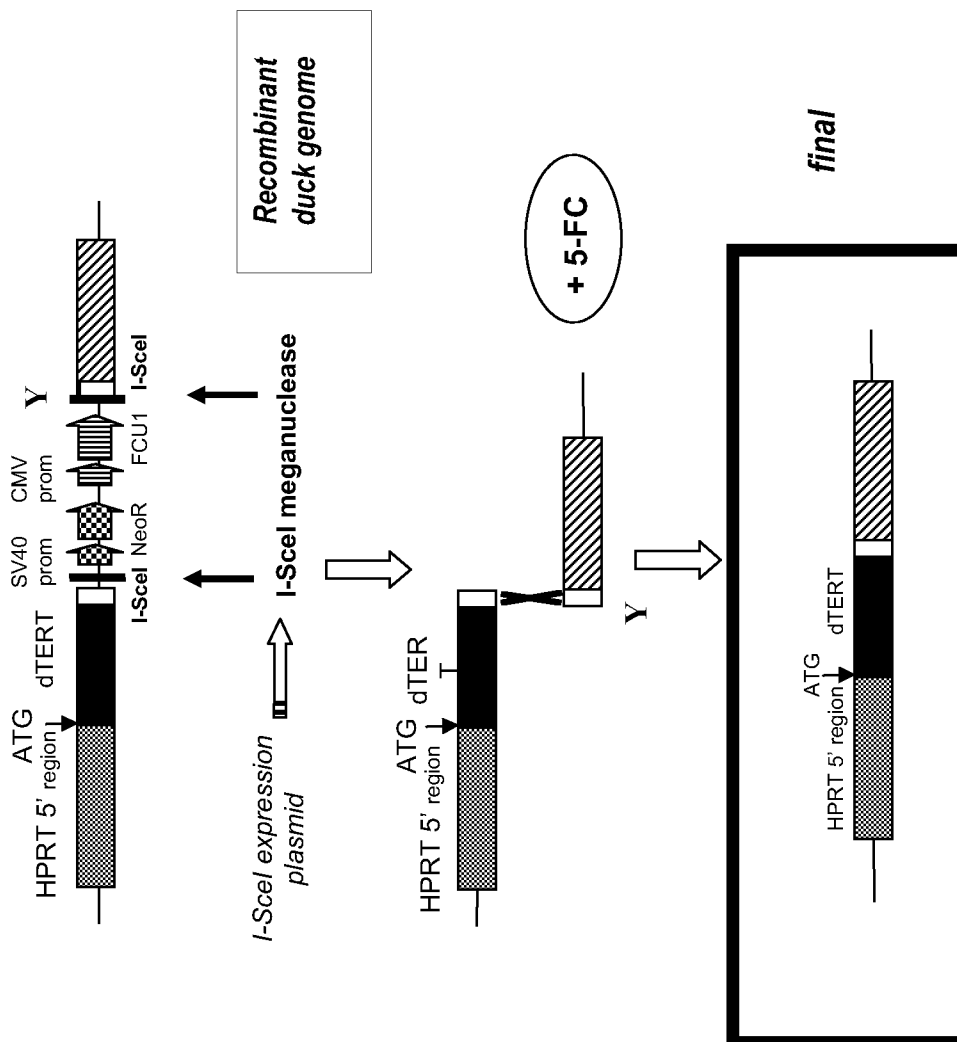 SV40 CMV Y
HPRT 5' region ATG dTERT prom prom
I-SceI NeoR FCU1 I-SceI
I-SceI expression
plasmid
I-SceI meganuclease
Recombinant
duck genome
HPRT 5' region ATG dTER
T
Y
+ 5-FC
final
HPRT 5' region ATG dTERT